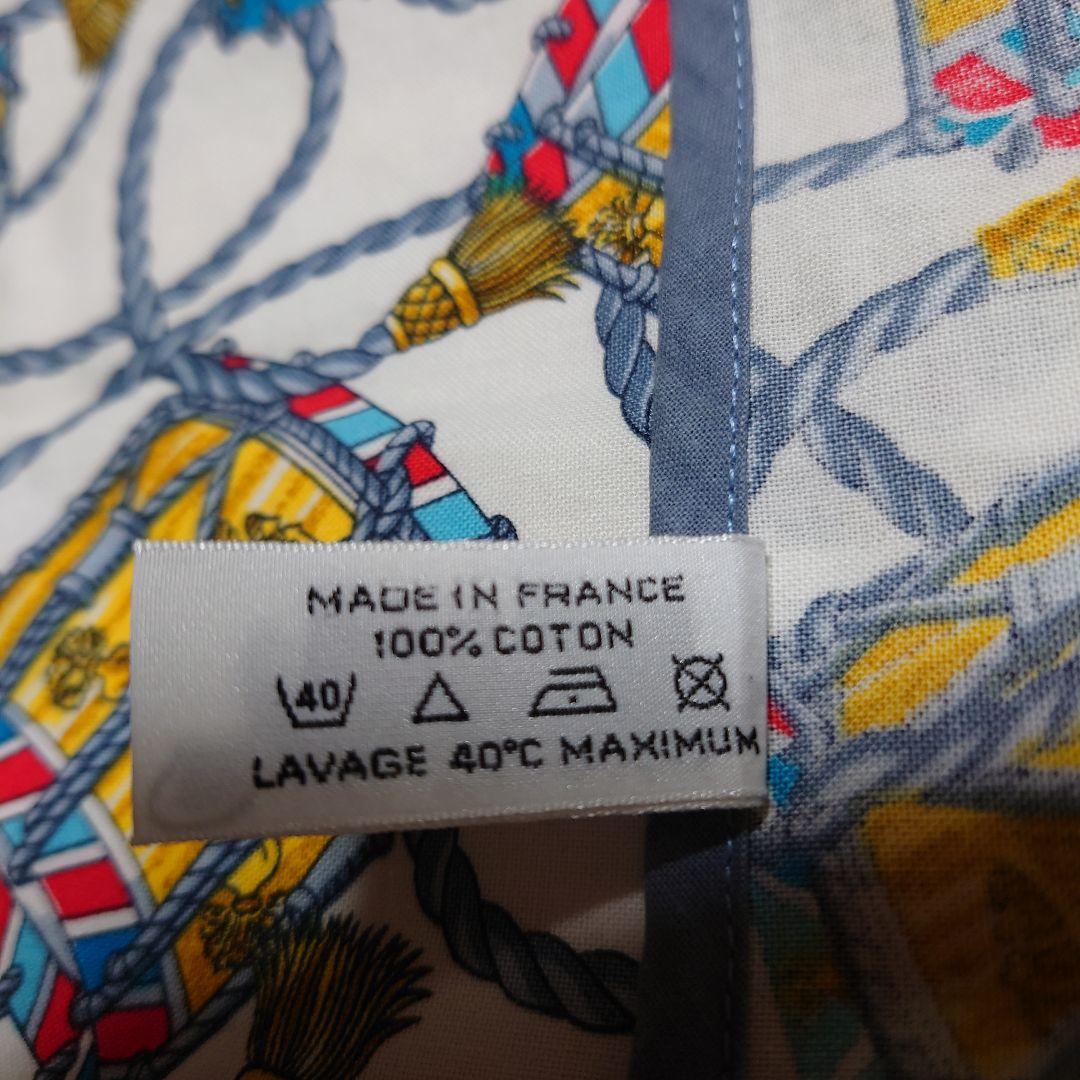 MADE IN FRANCE
100% COTON
40
LAVAGE 40°C MAXIMUM